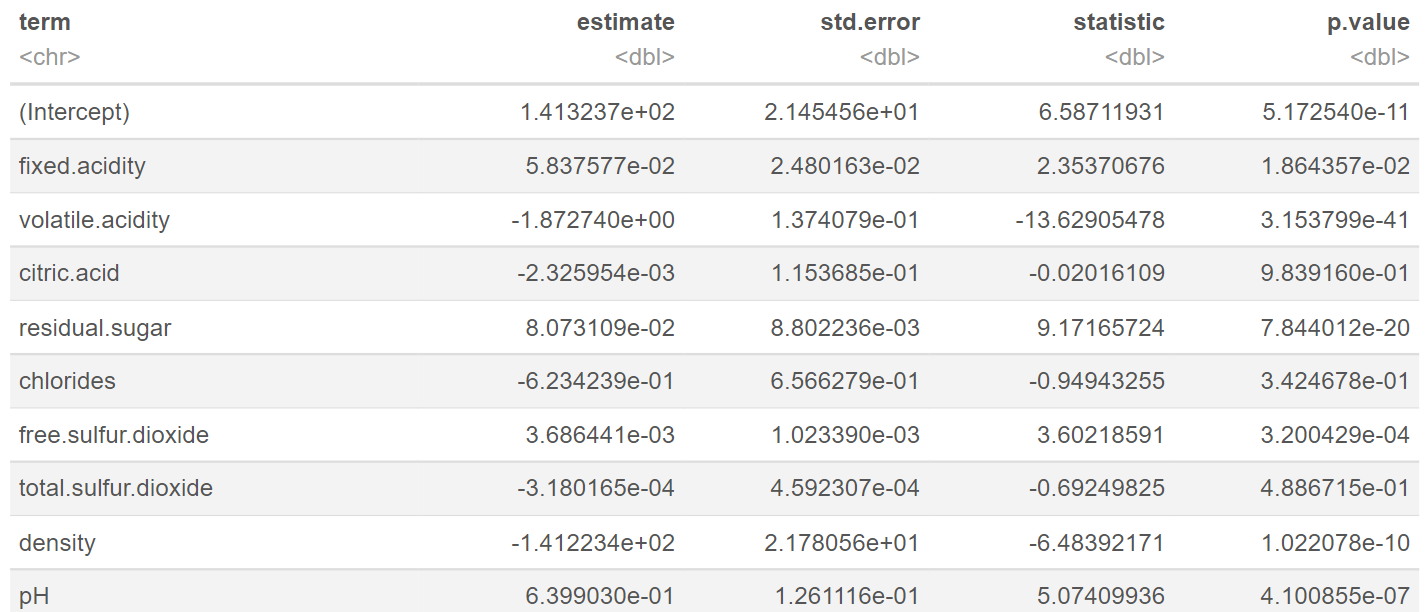 term estimate std.error statistic p.value
<chr> <dbl> <dbl> <dbl> <dbl>
(Intercept) 1.413237e+02 2.145456e+01 6.58711931 5.172540e-11
fixed.acidity 5.837577e-02 2.480163e-02 2.35370676 1.864357e-02
volatile.acidity -1.872740e+00 1.374079e-01 -13.62905478 3.153799e-41
citric.acid -2.325954e-03 1.153685e-01 -0.02016109 9.839160e-01
residual.sugar 8.073109e-02 8.802236e-03 9.17165724 7.844012e-20
chlorides -6.234239e-01 6.566279e-01 -0.94943255 3.424678e-01
free.sulfur.dioxide 3.686441e-03 1.023390e-03 3.60218591 3.200429e-04
total.sulfur.dioxide -3.180165e-04 4.592307e-04 -0.69249825 4.886715e-01
density -1.412234e+02 2.178056e+01 -6.48392171 1.022078e-10
pH 6.399030e-01 1.261116e-01 5.07409936 4.100855e-07